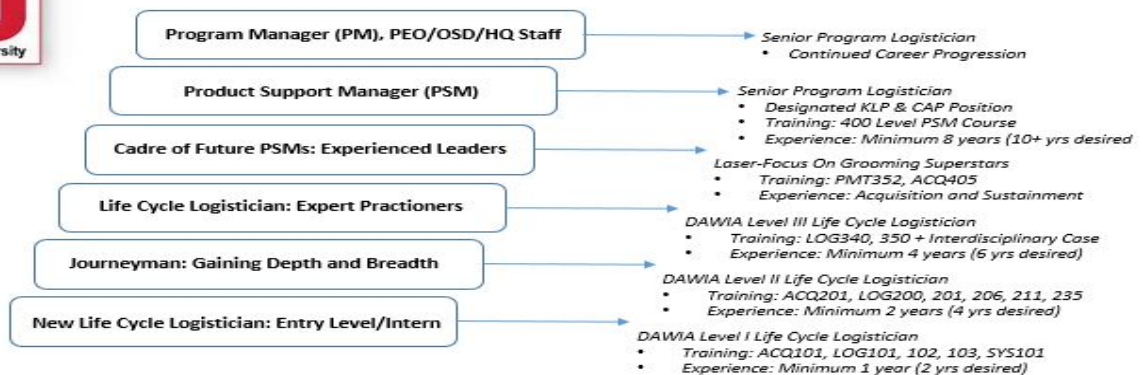 rsity
Program Manager (PM), PEO/OSD/HQ Staff
Senior Program Logistician
• Continued Career Progression
Product Support Manager (PSM)
Senior Program Logistician
• Designated KLP & CAP Position
• Training: 400 Level PSM Course
• Experience: Minimum 8 years (10+ yrs desired
Cadre of Future PSMs: Experienced Leaders
Laser-Focus On Grooming Superstars
• Training: PMT352, ACQ405
• Experience: Acquisition and Sustainment
Life Cycle Logistician: Expert Practioners
DAWIA Level III Life Cycle Logistician
• Training: LOG340, 350 + Interdisciplinary Case
• Experience: Minimum 4 years (6 yrs desired)
Journeyman: Gaining Depth and Breadth
DAWIA Level II Life Cycle Logistician
• Training: ACQ201, LOG200, 201, 206, 211, 235
• Experience: Minimum 2 years (4 yrs desired)
New Life Cycle Logistician: Entry Level/Intern
DAWIA Level I Life Cycle Logistician
• Training: ACQ101, LOG101, 102, 103, SYS101
• Experience: Minimum 1 year (2 yrs desired)